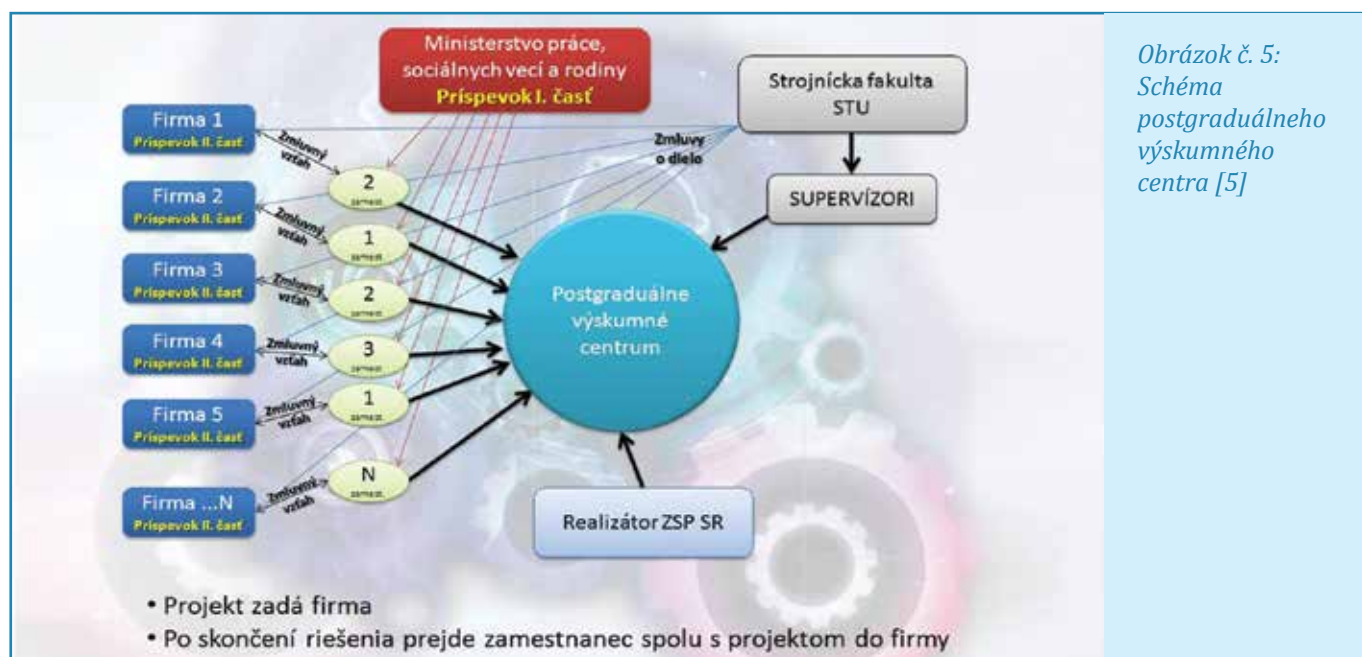 Ministerstvo práce,
sociálnych vecí a rodiny
Príspevok I. časť
Strojnícka fakulta
STU
SUPERVÍZORI
Zmluvy
o dielo
Firma 1
Príspevok II. časť
Zmluvný
vzťah
2
zamest.
Firma 2
Príspevok II. časť
Zmluvný
vzťah
1
zamest.
Firma 3
Príspevok II. časť
Zmluvný
vzťah
2
zamest.
Firma 4
Príspevok II. časť
Zmluvný
vzťah
3
zamest.
Firma 5
Príspevok II. časť
Zmluvný
vzťah
1
zamest.
Firma ...N
Príspevok II. časť
Zmluvný
vzťah
N
zamest.
Postgraduálne
výskumné
centrum
Realizátor ZSP SR
• Projekt zadá firma
• Po skončení riešenia prejde zamestnanec spolu s projektom do firmy
Obrázok č. 5:
Schéma
postgraduálneho
výskumného
centra [5]